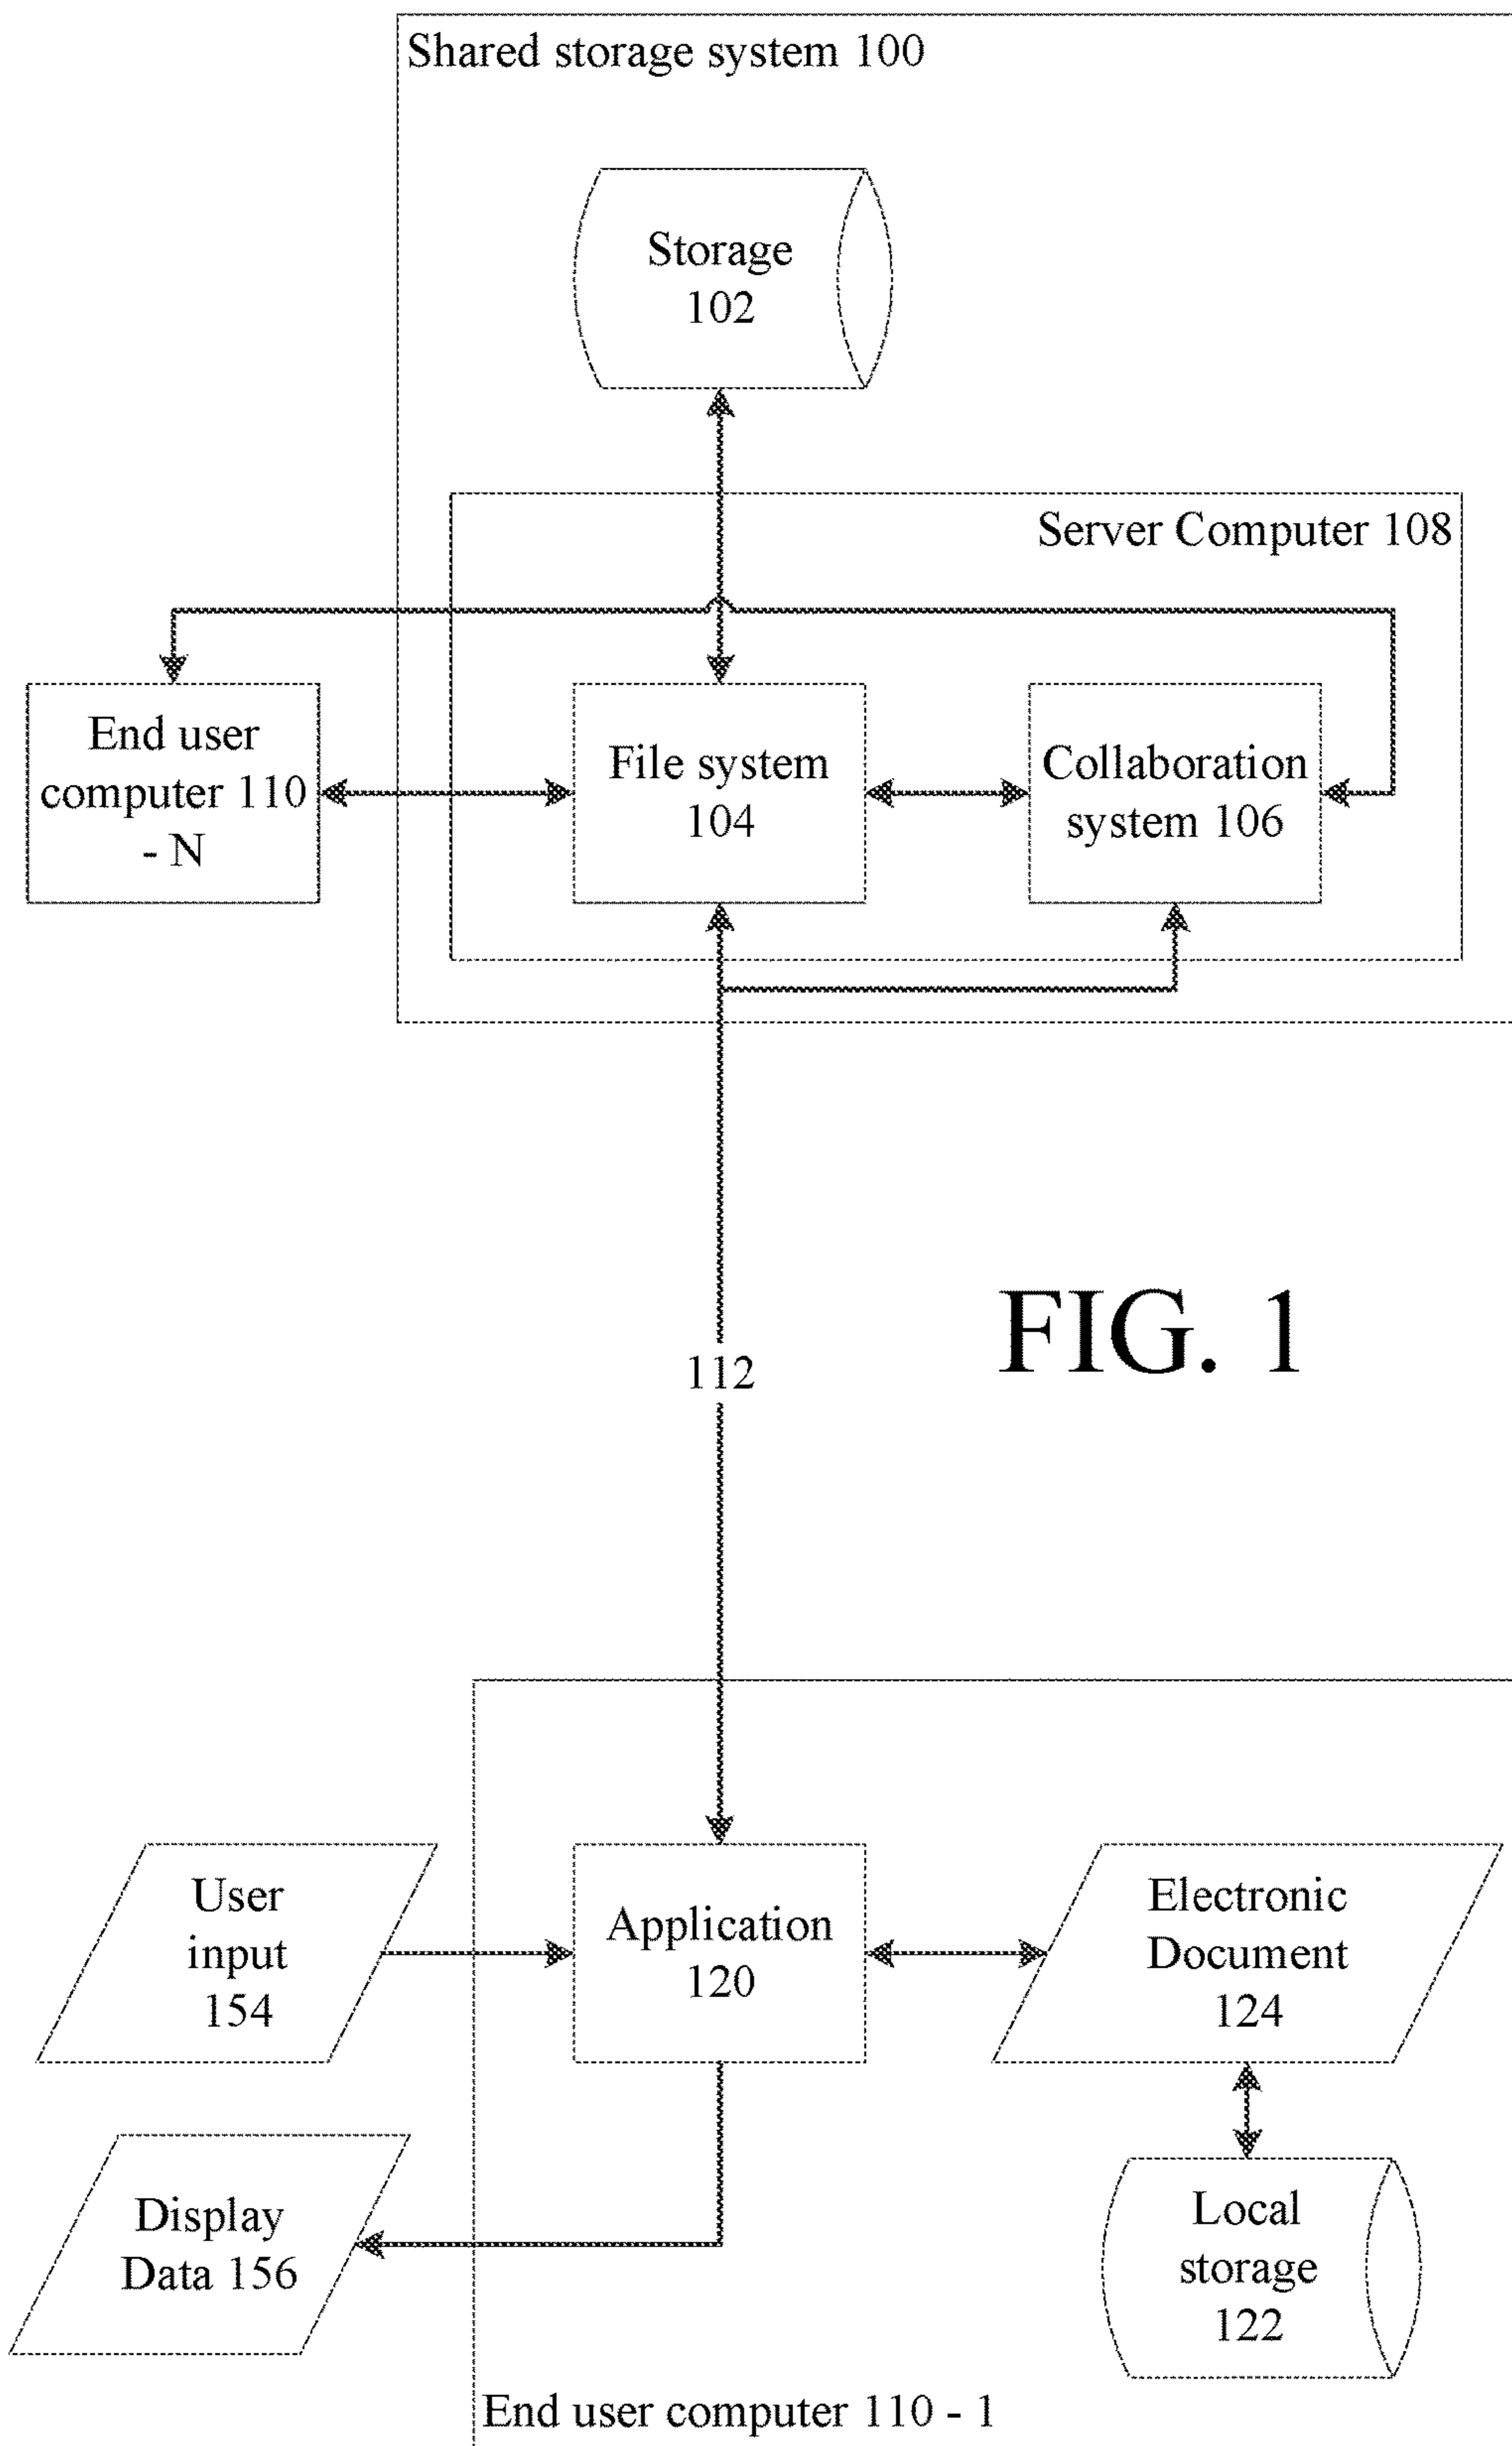 Shared storage system 100
Storage
102
Server Computer 108
End user
computer 110
- N
File system
104
Collaboration
system 106
FIG. 1
112
User
input
154
Application
120
Electronic
Document
124
Display
Data 156
Local
storage
122
End user computer 110 - 1